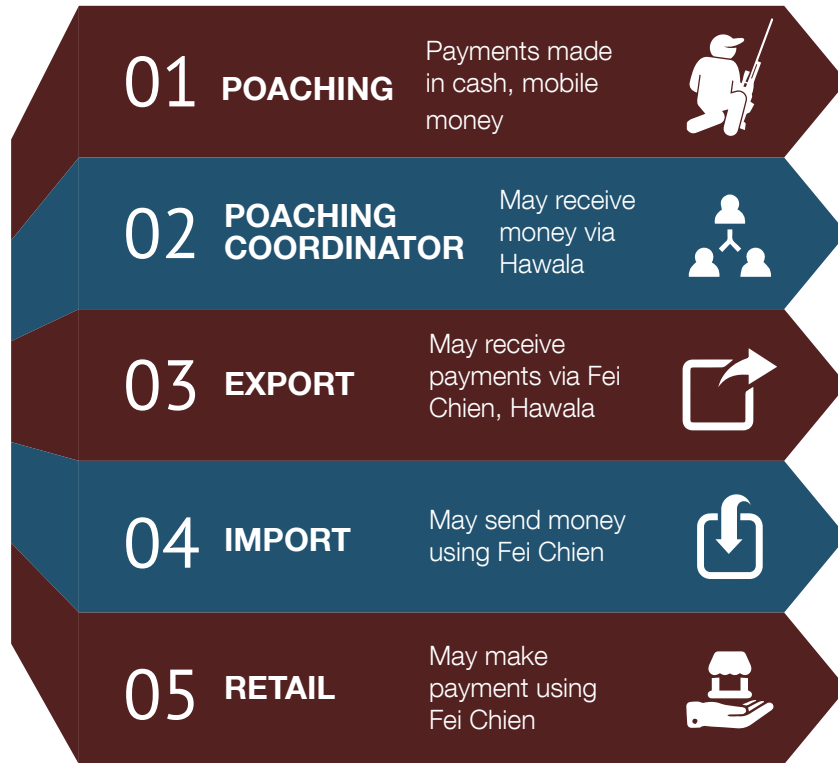 01 POACHING
Payments made
in cash, mobile
money
02 POACHING
COORDINATOR
May receive
money via
Hawala
03 EXPORT
May receive
payments via Fei
Chien, Hawala
04 IMPORT
May send money
using Fei Chien
05 RETAIL
May make
payment using
Fei Chien